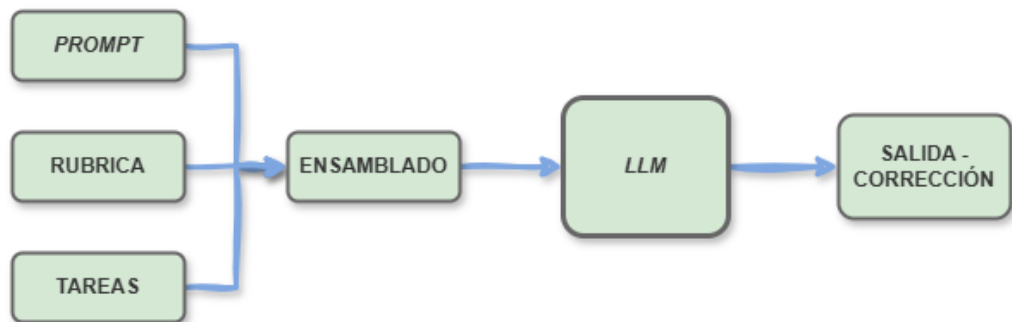 PROMPT
RUBRICA
TAREAS
ENSAMBLADO
LLM
SALIDA -
CORRECCIÓN